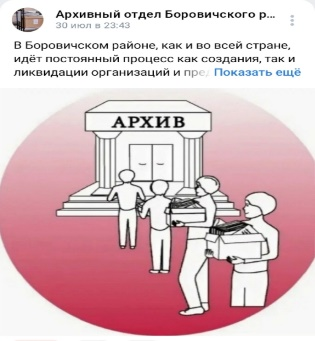 Архивный отдел Боровичского р...
30 июл в 23:43
В Боровичском районе, как и во всей стране,
идёт постоянный процесс как создания, так и
ликвидации организаций и пре Показать ещё
АРХИВ